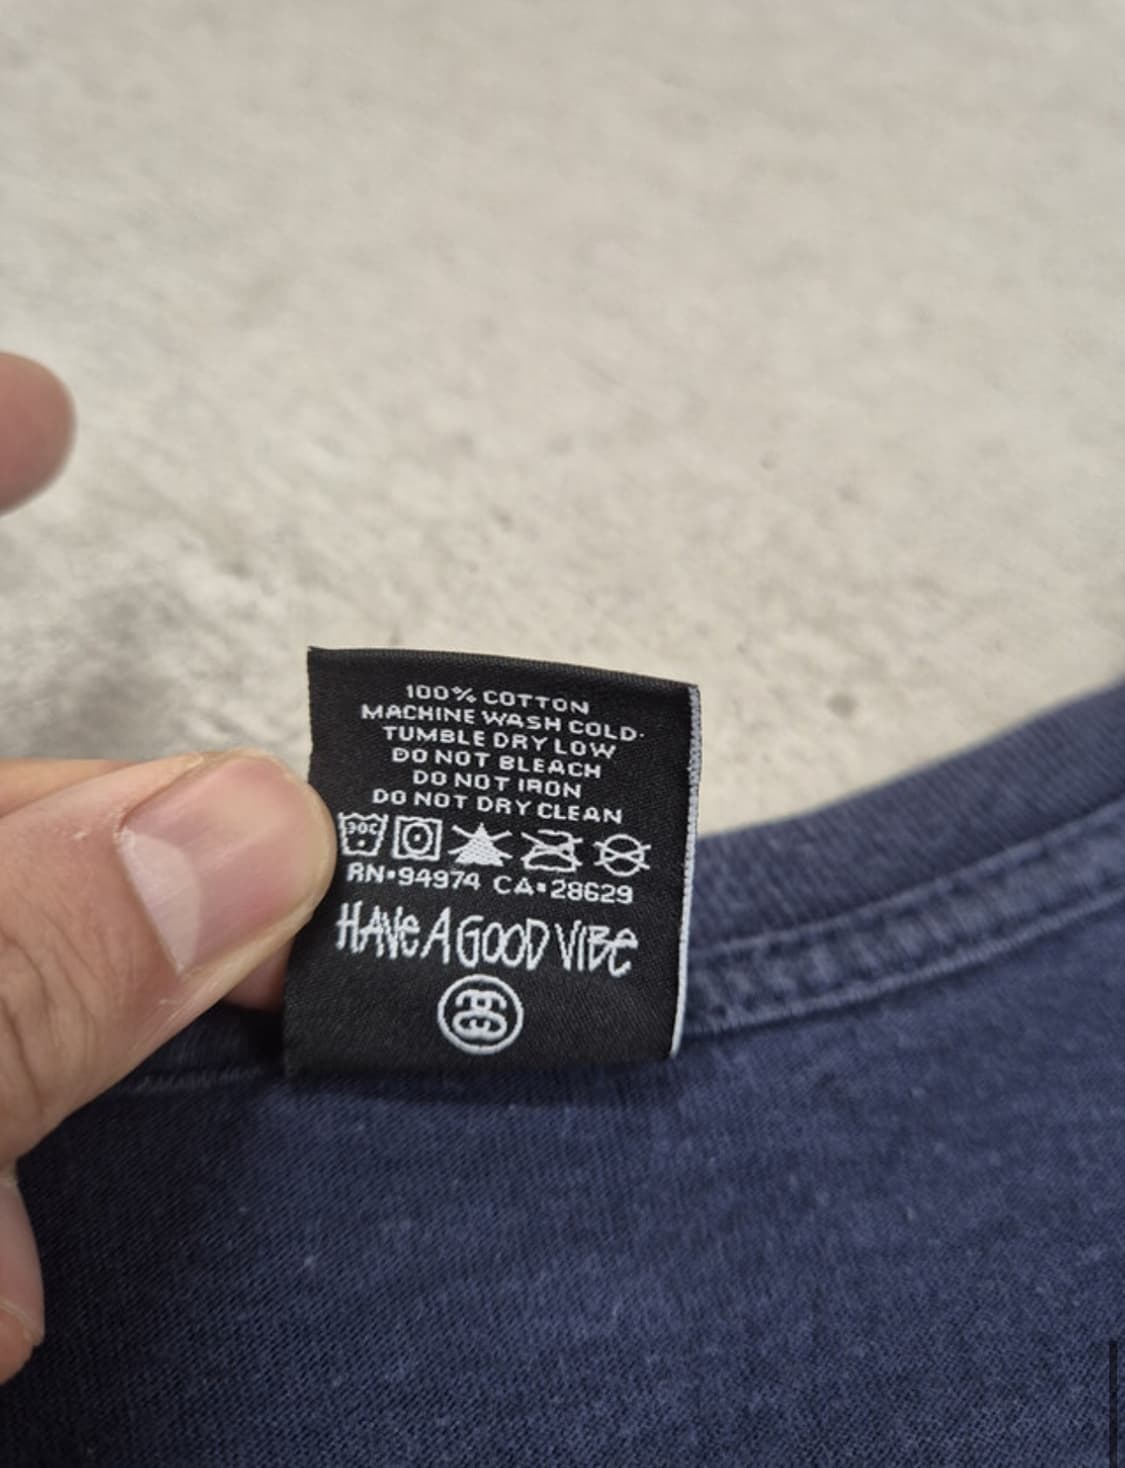 100% COTTON
MACHINE WASH COLD.
TUMBLE DRY LOW
DO NOT BLEACH
DO NOT IRON
DO NOT DRY CLEAN
30C
RN•94974 CA•28629
HAVe A GOOD VIBe